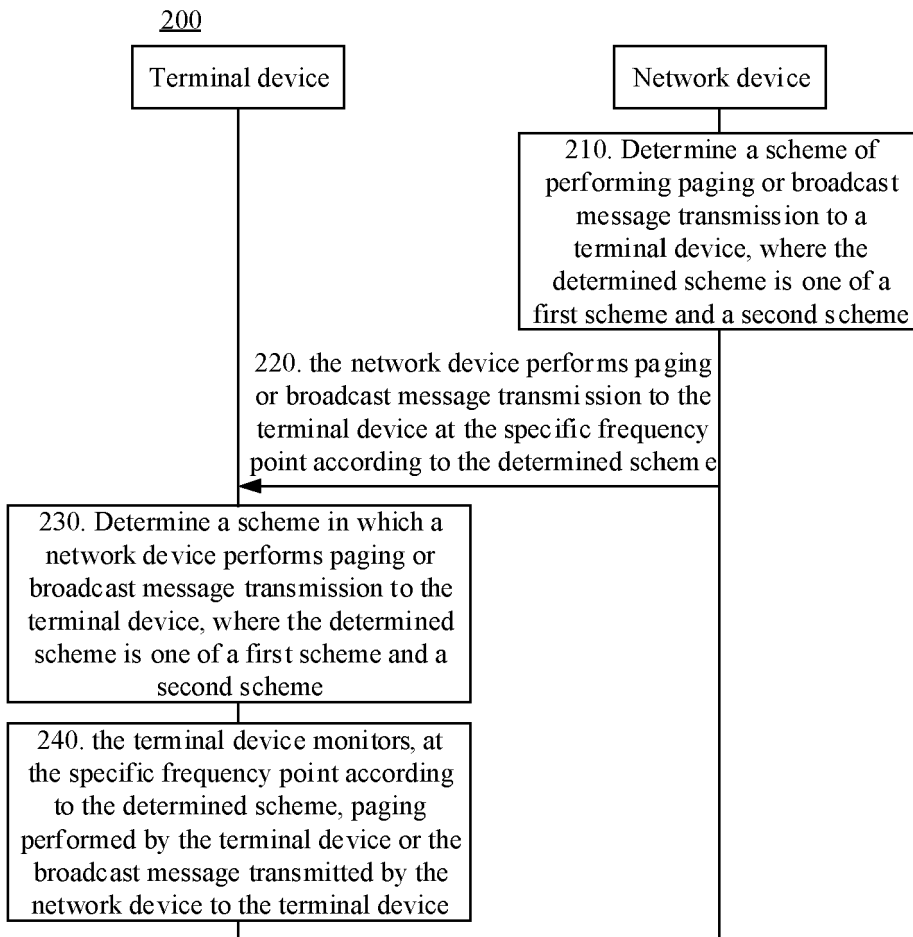 200
Terminal device
Network device
210. Determine a scheme of
performing paging or broadcast
message transmission to a
terminal device, where the
determined scheme is one of a
first scheme and a second scheme
220. the network device performs paging
or broadcast message transmission to the
terminal device at the specific frequency
point according to the determined scheme
230. Determine a scheme in which a
network device performs paging or
broadcast message transmission to the
terminal device, where the determined
scheme is one of a first scheme and a
second scheme
240. the terminal device monitors, at
the specific frequency point according
to the determined scheme, paging
performed by the terminal device or the
broadcast message transmitted by the
network device to the terminal device